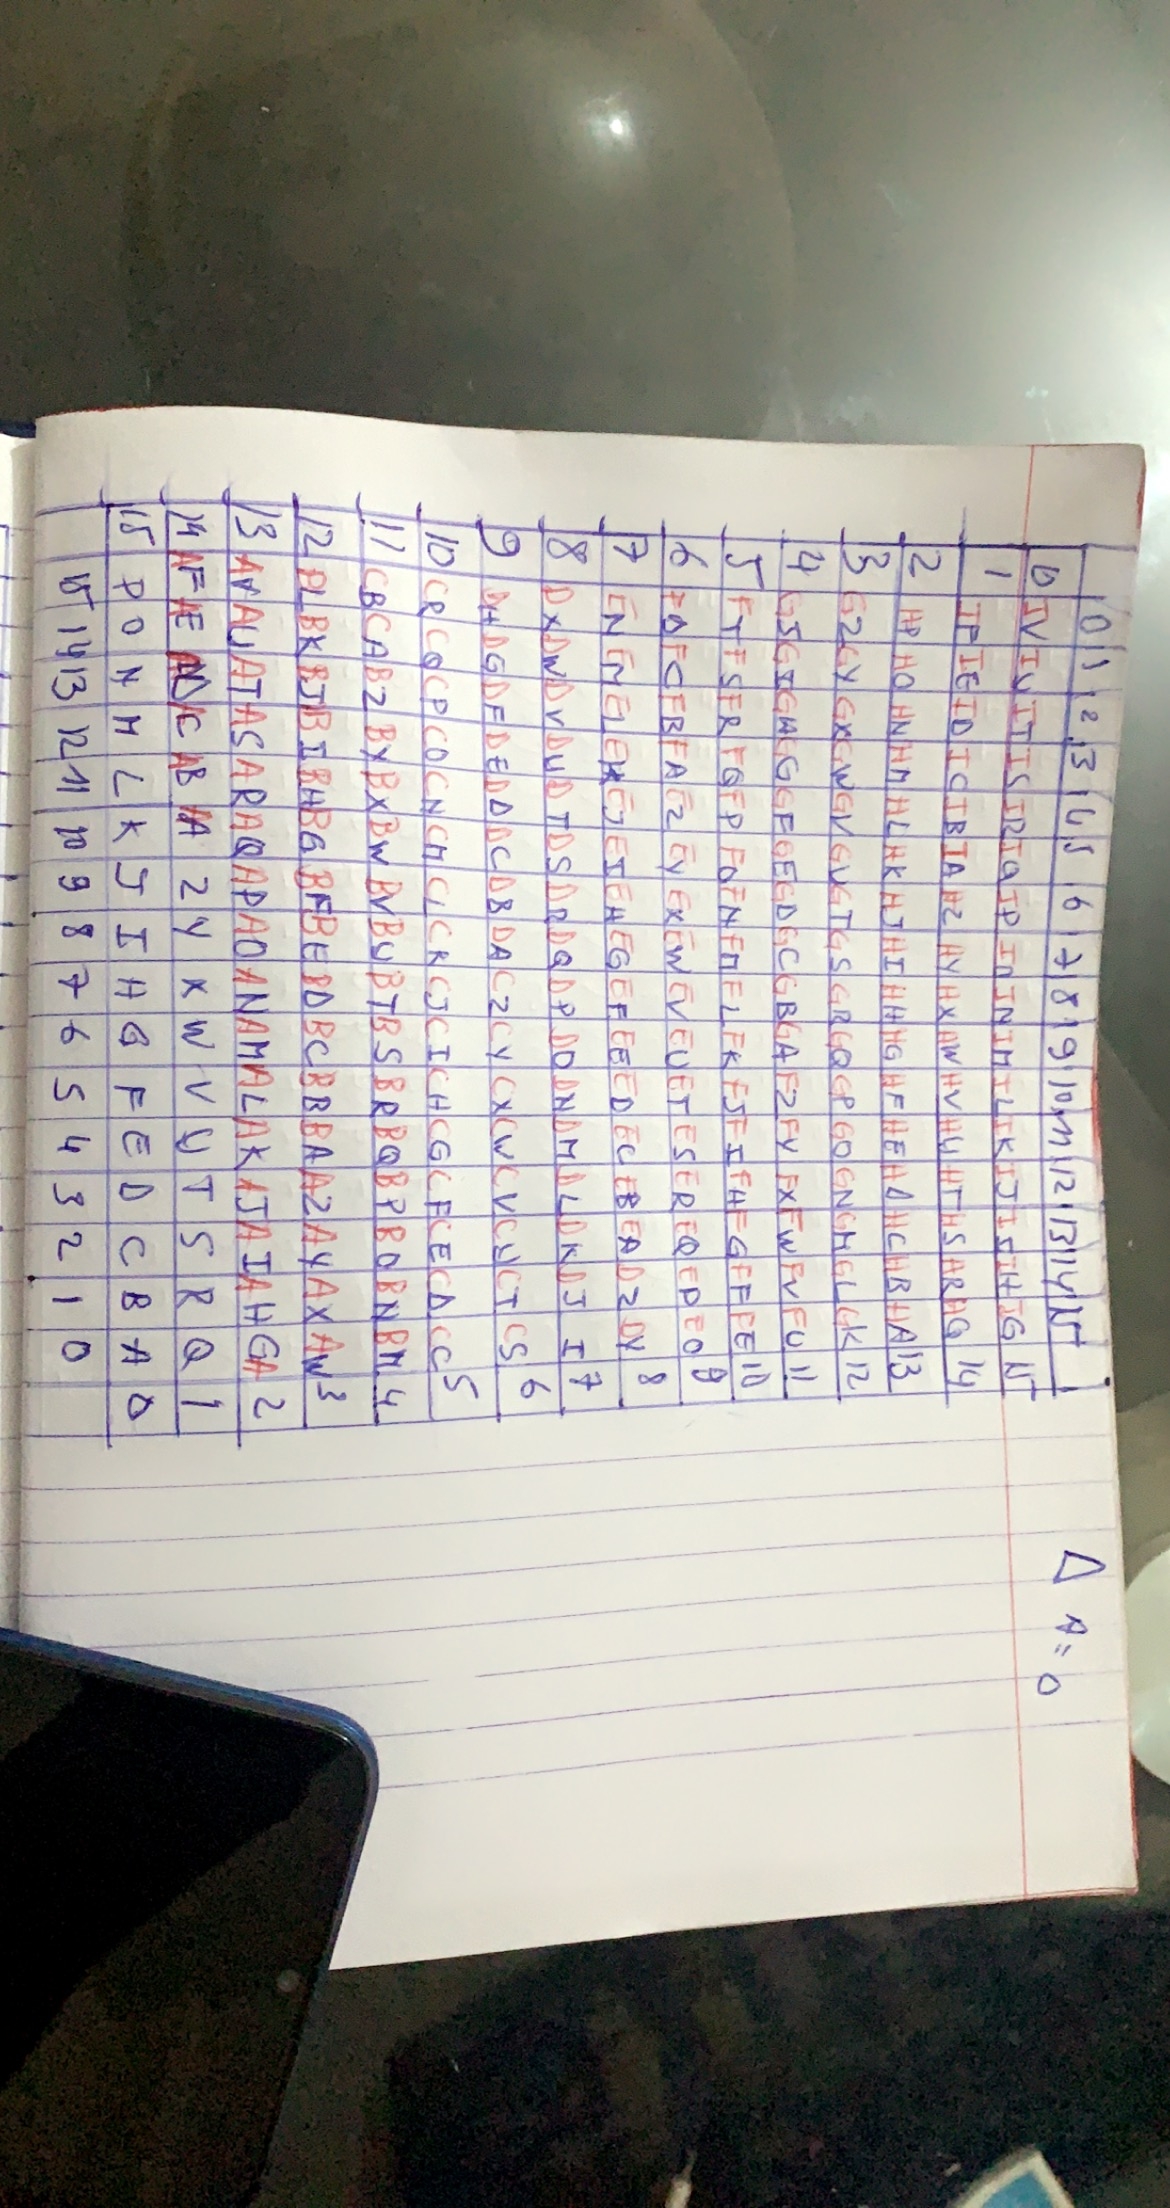 0 1 2 3 4 5 6 7 8 9 10 11 12 13 14 15
Δ A = 0
0 IV IU IT IS IR IQ IP IO IN IM IL IK IJ II IH IG 15
1 IF IE ID IC IB IA HZ HY HX HW HV HU HT HS HR HQ 14
2 HP HO HN HM HL HK HJ HI HH HG HF HE HD HC HB HA 13
3 GZ GY GX GW GV GU GT GS GR GQ GP GO GN GM GL GK 12
4 GJ GI GH GG GF GE GD GC GB GA FZ FY FX FW FV FU 11
5 FT FS FR FQ FP FO FN FM FL FK FJ FI FH FG FF FE 10
6 FD FC FB FA EZ EY EX EW EV EU ET ES ER EQ EP EO 9
7 EN EM EL EK EJ EI EH EG EF EE ED EC EB EA DZ DY 8
8 DX DW DV DU DT DS DR DQ DP DO DN DM DL DK DJ I 7
9 DH DG DF DE DD DC DB DA CZ CY CX CW CV CU CT CS 6
10 CR CQ CP CO CN CM CL CK CJ CI CH CG CF CE CD CC 5
11 CB CA BZ BY BX BW BV BU BT BS BR BQ BP BO BN BM 4
12 BL BK BJ BI BH BG BF BE BD BC BB BA AZ AY AX AW 3
13 AV AU AT AS AR AQ AP AO AN AM AL AK AJ AI AH GA 2
14 AF AE AD AC AB AA Z Y X W V U T S R Q 1
15 P O N M L K J I H G F E D C B A 0
15 14 13 12 11 10 9 8 7 6 5 4 3 2 1 0